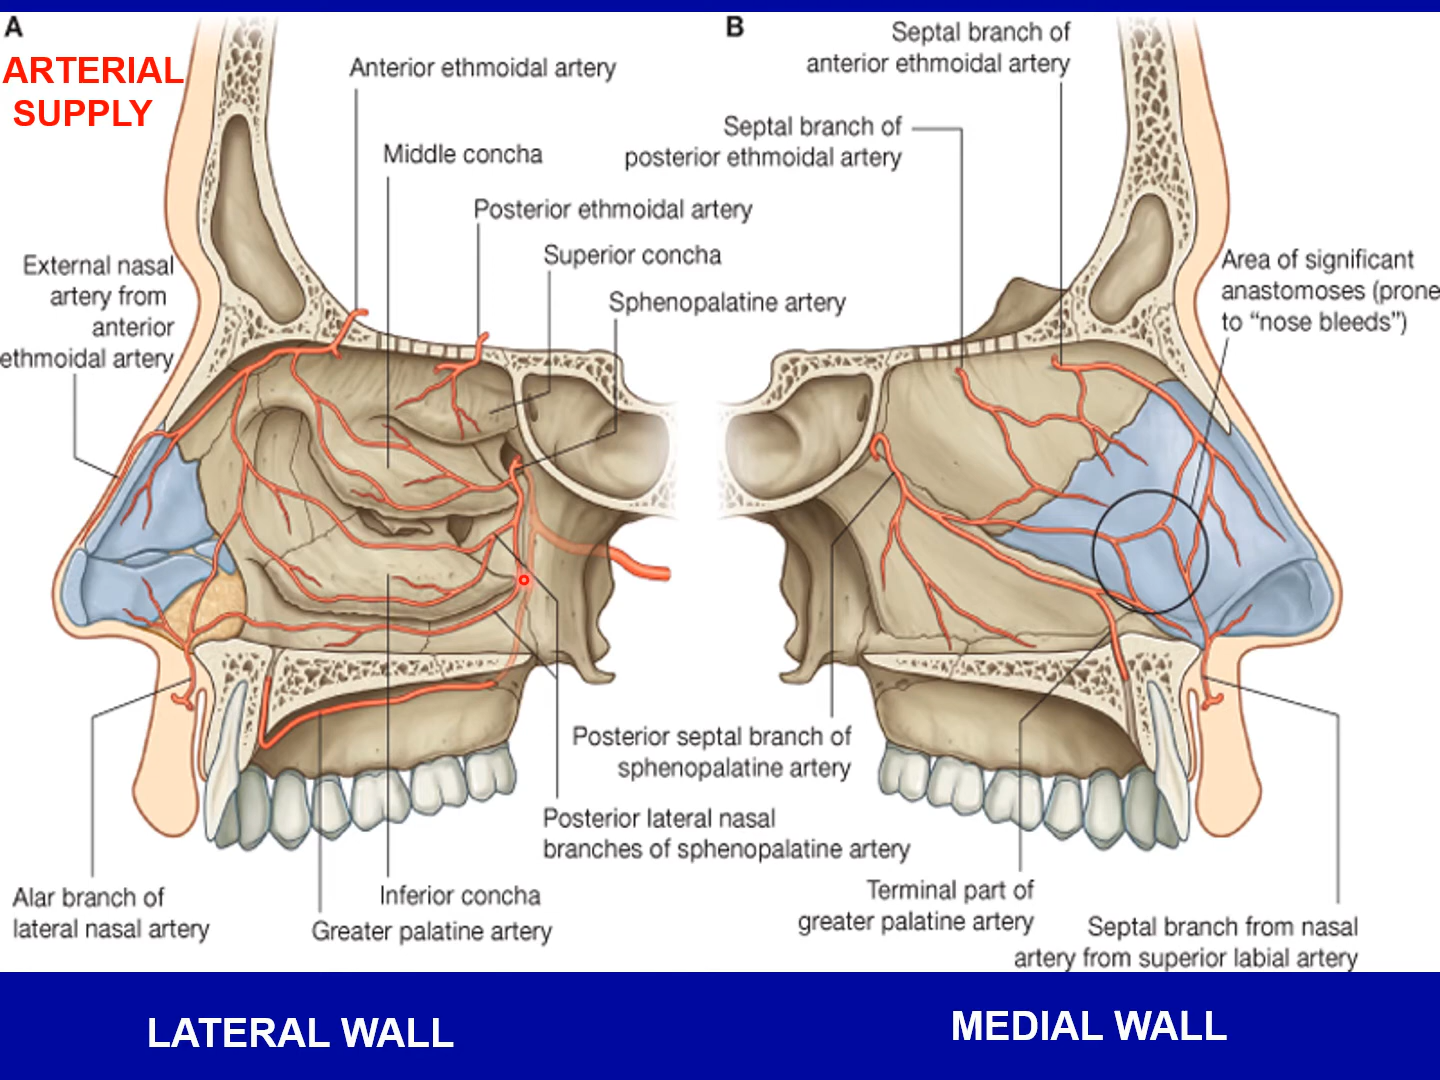 A
ARTERIAL
SUPPLY
Anterior ethmoidal artery
Middle concha
Posterior ethmoidal artery
Superior concha
Sphenopalatine artery
External nasal
artery from
anterior
ethmoidal artery
Alar branch of
lateral nasal artery
Inferior concha
Greater palatine artery
Posterior lateral nasal
branches of sphenopalatine artery
B
Septal branch of
anterior ethmoidal artery
Septal branch of
posterior ethmoidal artery
Area of significant
anastomoses (prone
to “nose bleeds”)
Posterior septal branch of
sphenopalatine artery
Terminal part of
greater palatine artery
Septal branch from nasal
artery from superior labial artery
LATERAL WALL
MEDIAL WALL